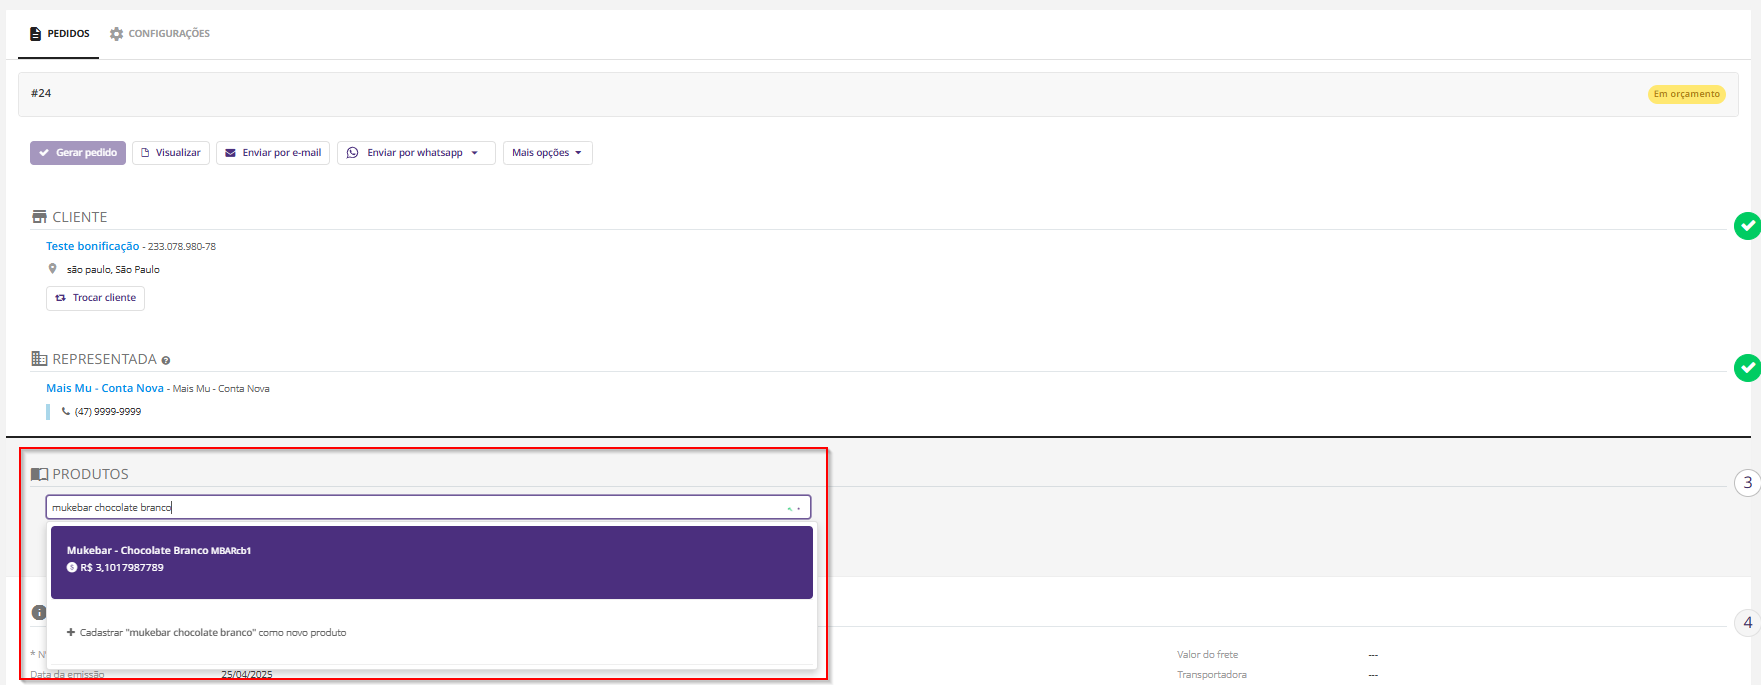 PEDIDOS
CONFIGURAÇÕES
#24
Em orçamento
Gerar pedido
Visualizar
Enviar por e-mail
Enviar por whatsapp
Mais opções
CLIENTE
Teste bonificação - 233.078.980-78
são paulo, São Paulo
Trocar cliente
REPRESENTADA
Mais Mu - Conta Nova - Mais Mu - Conta Nova
(47) 9999-9999
PRODUTOS
3
mukebar chocolate branco
Mukebar - Chocolate Branco MBARcb1
R$ 3,1017987789
+ Cadastrar "mukebar chocolate branco" como novo produto
4
Valor do frete
---
Data da emissão
25/04/2025
Transportadora
---